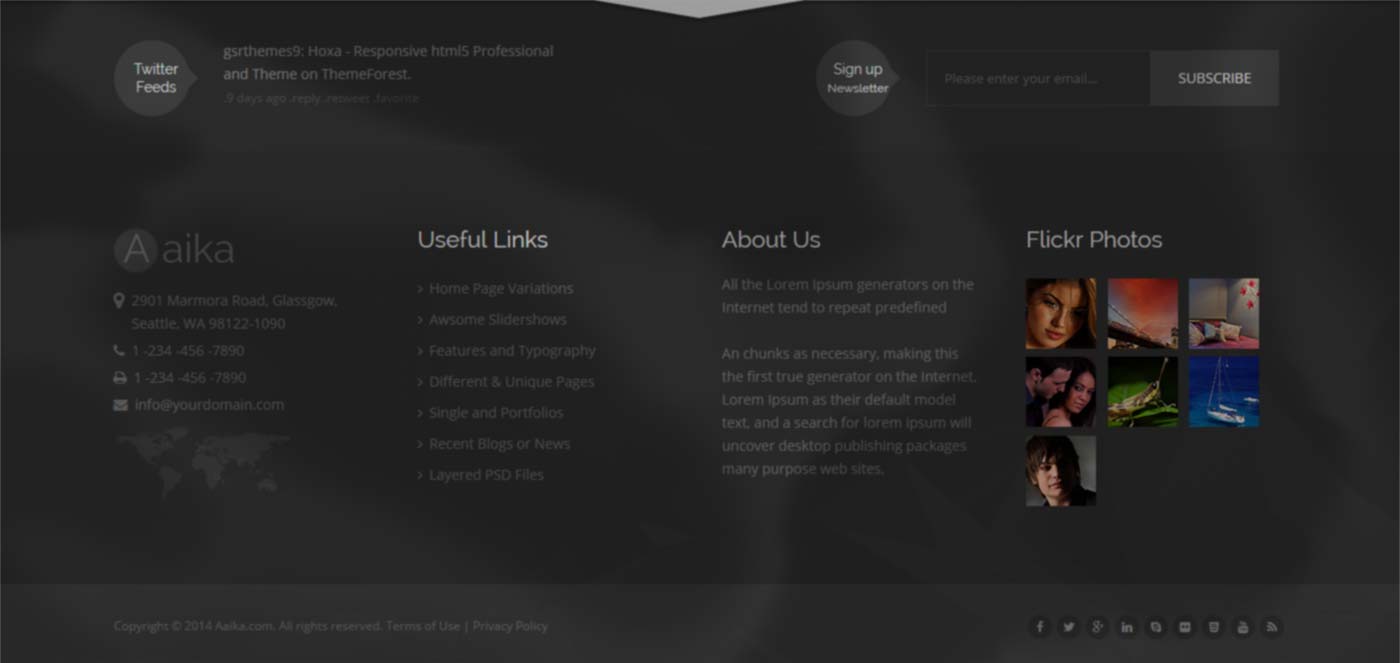 Twitter
Feeds
gsrthemes9: Hoxa - Responsive html5 Professional
and Theme on ThemeForest.
.9 days ago .reply .retweet .favorite
Sign up
Newsletter
Please enter your email...
SUBSCRIBE
Aaika
2901 Marmora Road, Glassgow,
Seattle, WA 98122-1090
1 -234 -456 -7890
1 -234 -456 -7890
info@yourdomain.com
Useful Links
Home Page Variations
Awsome Slidershows
Features and Typography
Different & Unique Pages
Single and Portfolios
Recent Blogs or News
Layered PSD Files
About Us
All the Lorem Ipsum generators on the
Internet tend to repeat predefined
An chunks as necessary, making this
the first true generator on the Internet.
Lorem Ipsum as their default model
text, and a search for lorem ipsum will
uncover desktop publishing packages
many purpose web sites.
Flickr Photos
Copyright © 2014 Aaika.com. All rights reserved. Terms of Use | Privacy Policy